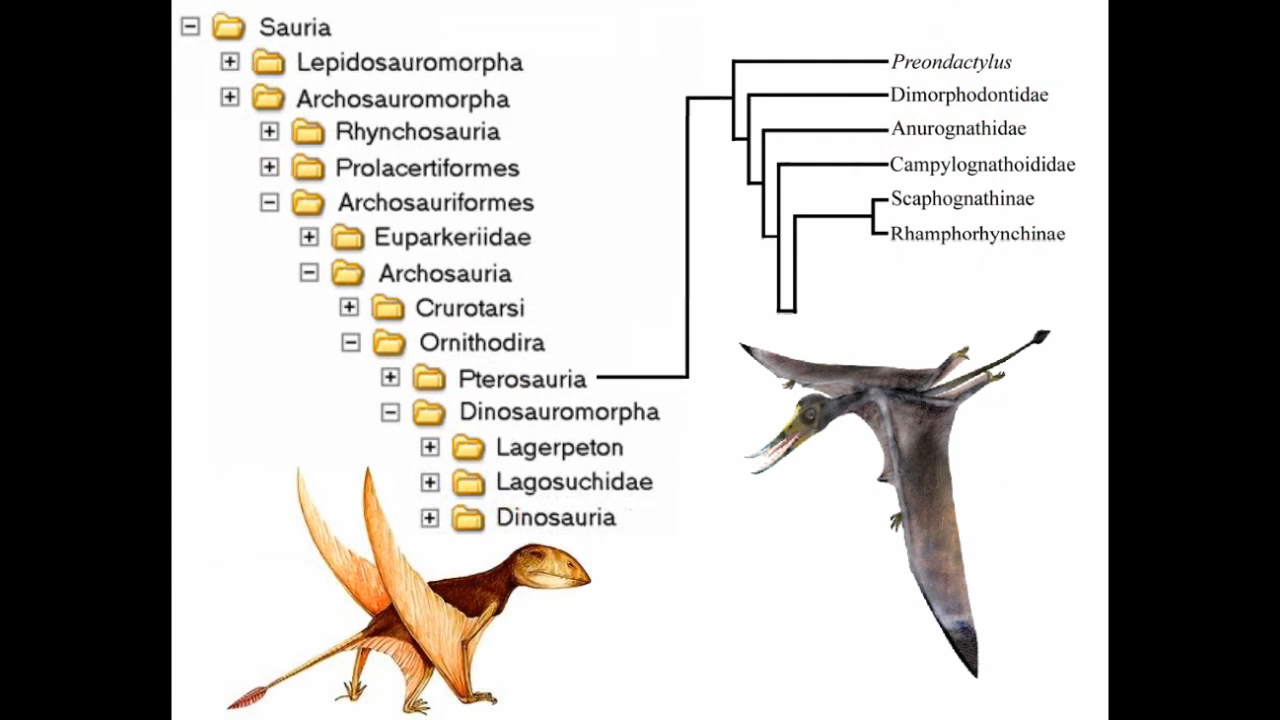 Sauria
Lepidosauromorpha
Archosauromorpha
Rhynchosauria
Prolacertiformes
Archosauriformes
Euparkeriidae
Archosauria
Crurotarsi
Ornithodira
Pterosauria
Dinosauromorpha
Lagerpeton
Lagosuchidae
Dinosauria
Preondactylus
Dimorphodontidae
Anurognathidae
Campylognathoididae
Scaphognathinae
Rhamphorhynchinae